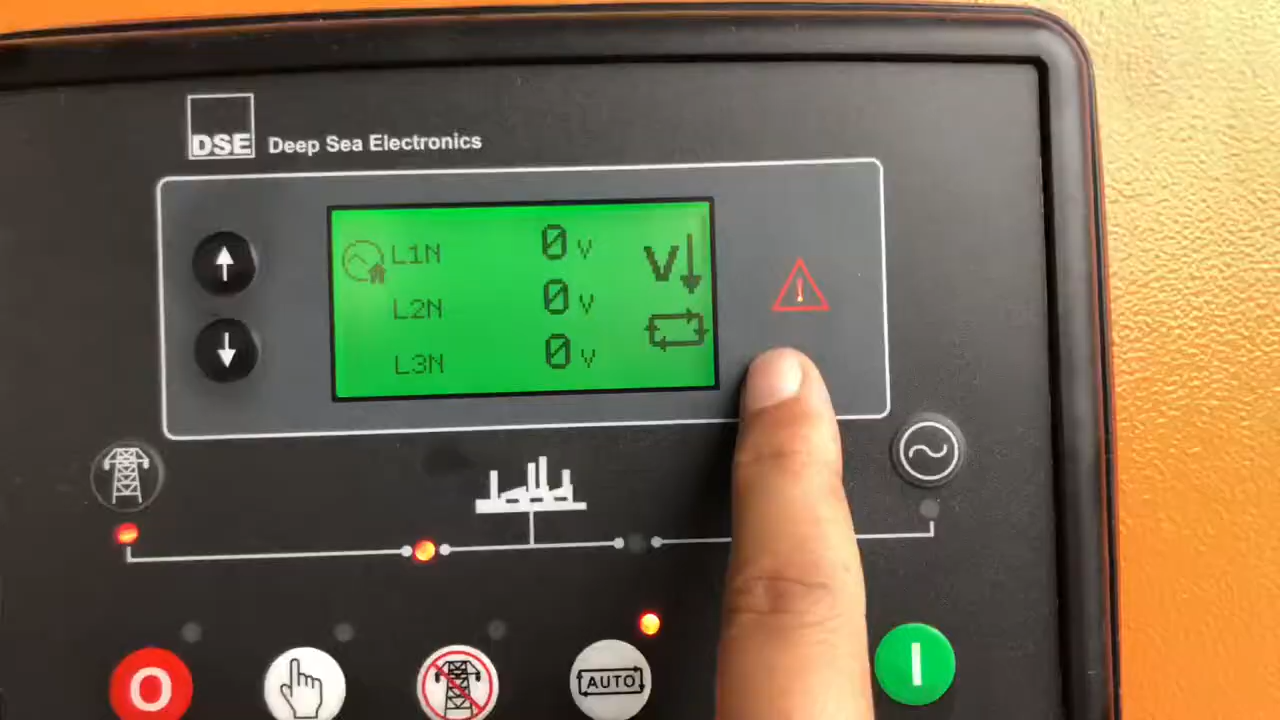 DSE Deep Sea Electronics
L1N 0 V
L2N 0 V
L3N 0 V
V
O
AUTO
I